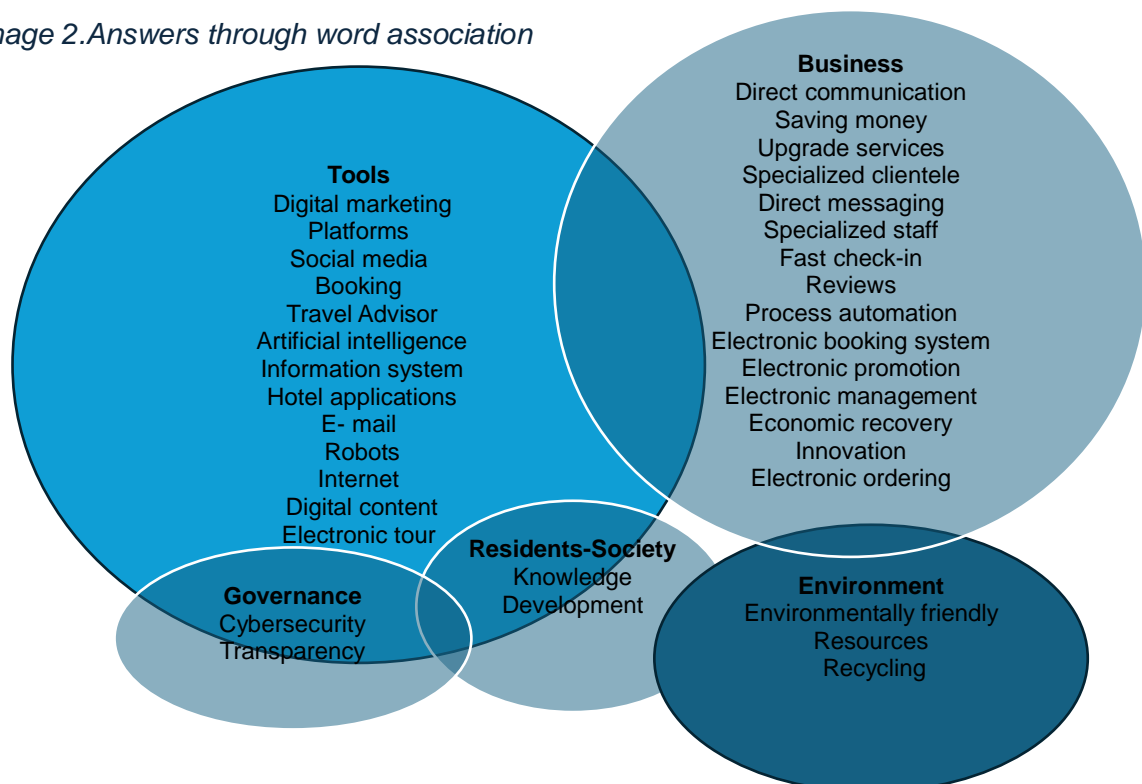 nage 2.Answers through word association
Business
Direct communication
Saving money
Upgrade services
Specialized clientele
Direct messaging
Specialized staff
Fast check-in
Reviews
Process automation
Electronic booking system
Electronic promotion
Electronic management
Economic recovery
Innovation
Electronic ordering
Tools
Digital marketing
Platforms
Social media
Booking
Travel Advisor
Artificial intelligence
Information system
Hotel applications
E- mail
Robots
Internet
Digital content
Electronic tour
Residents-Society
Knowledge
Development
Governance
Cybersecurity
Transparency
Environment
Environmentally friendly
Resources
Recycling